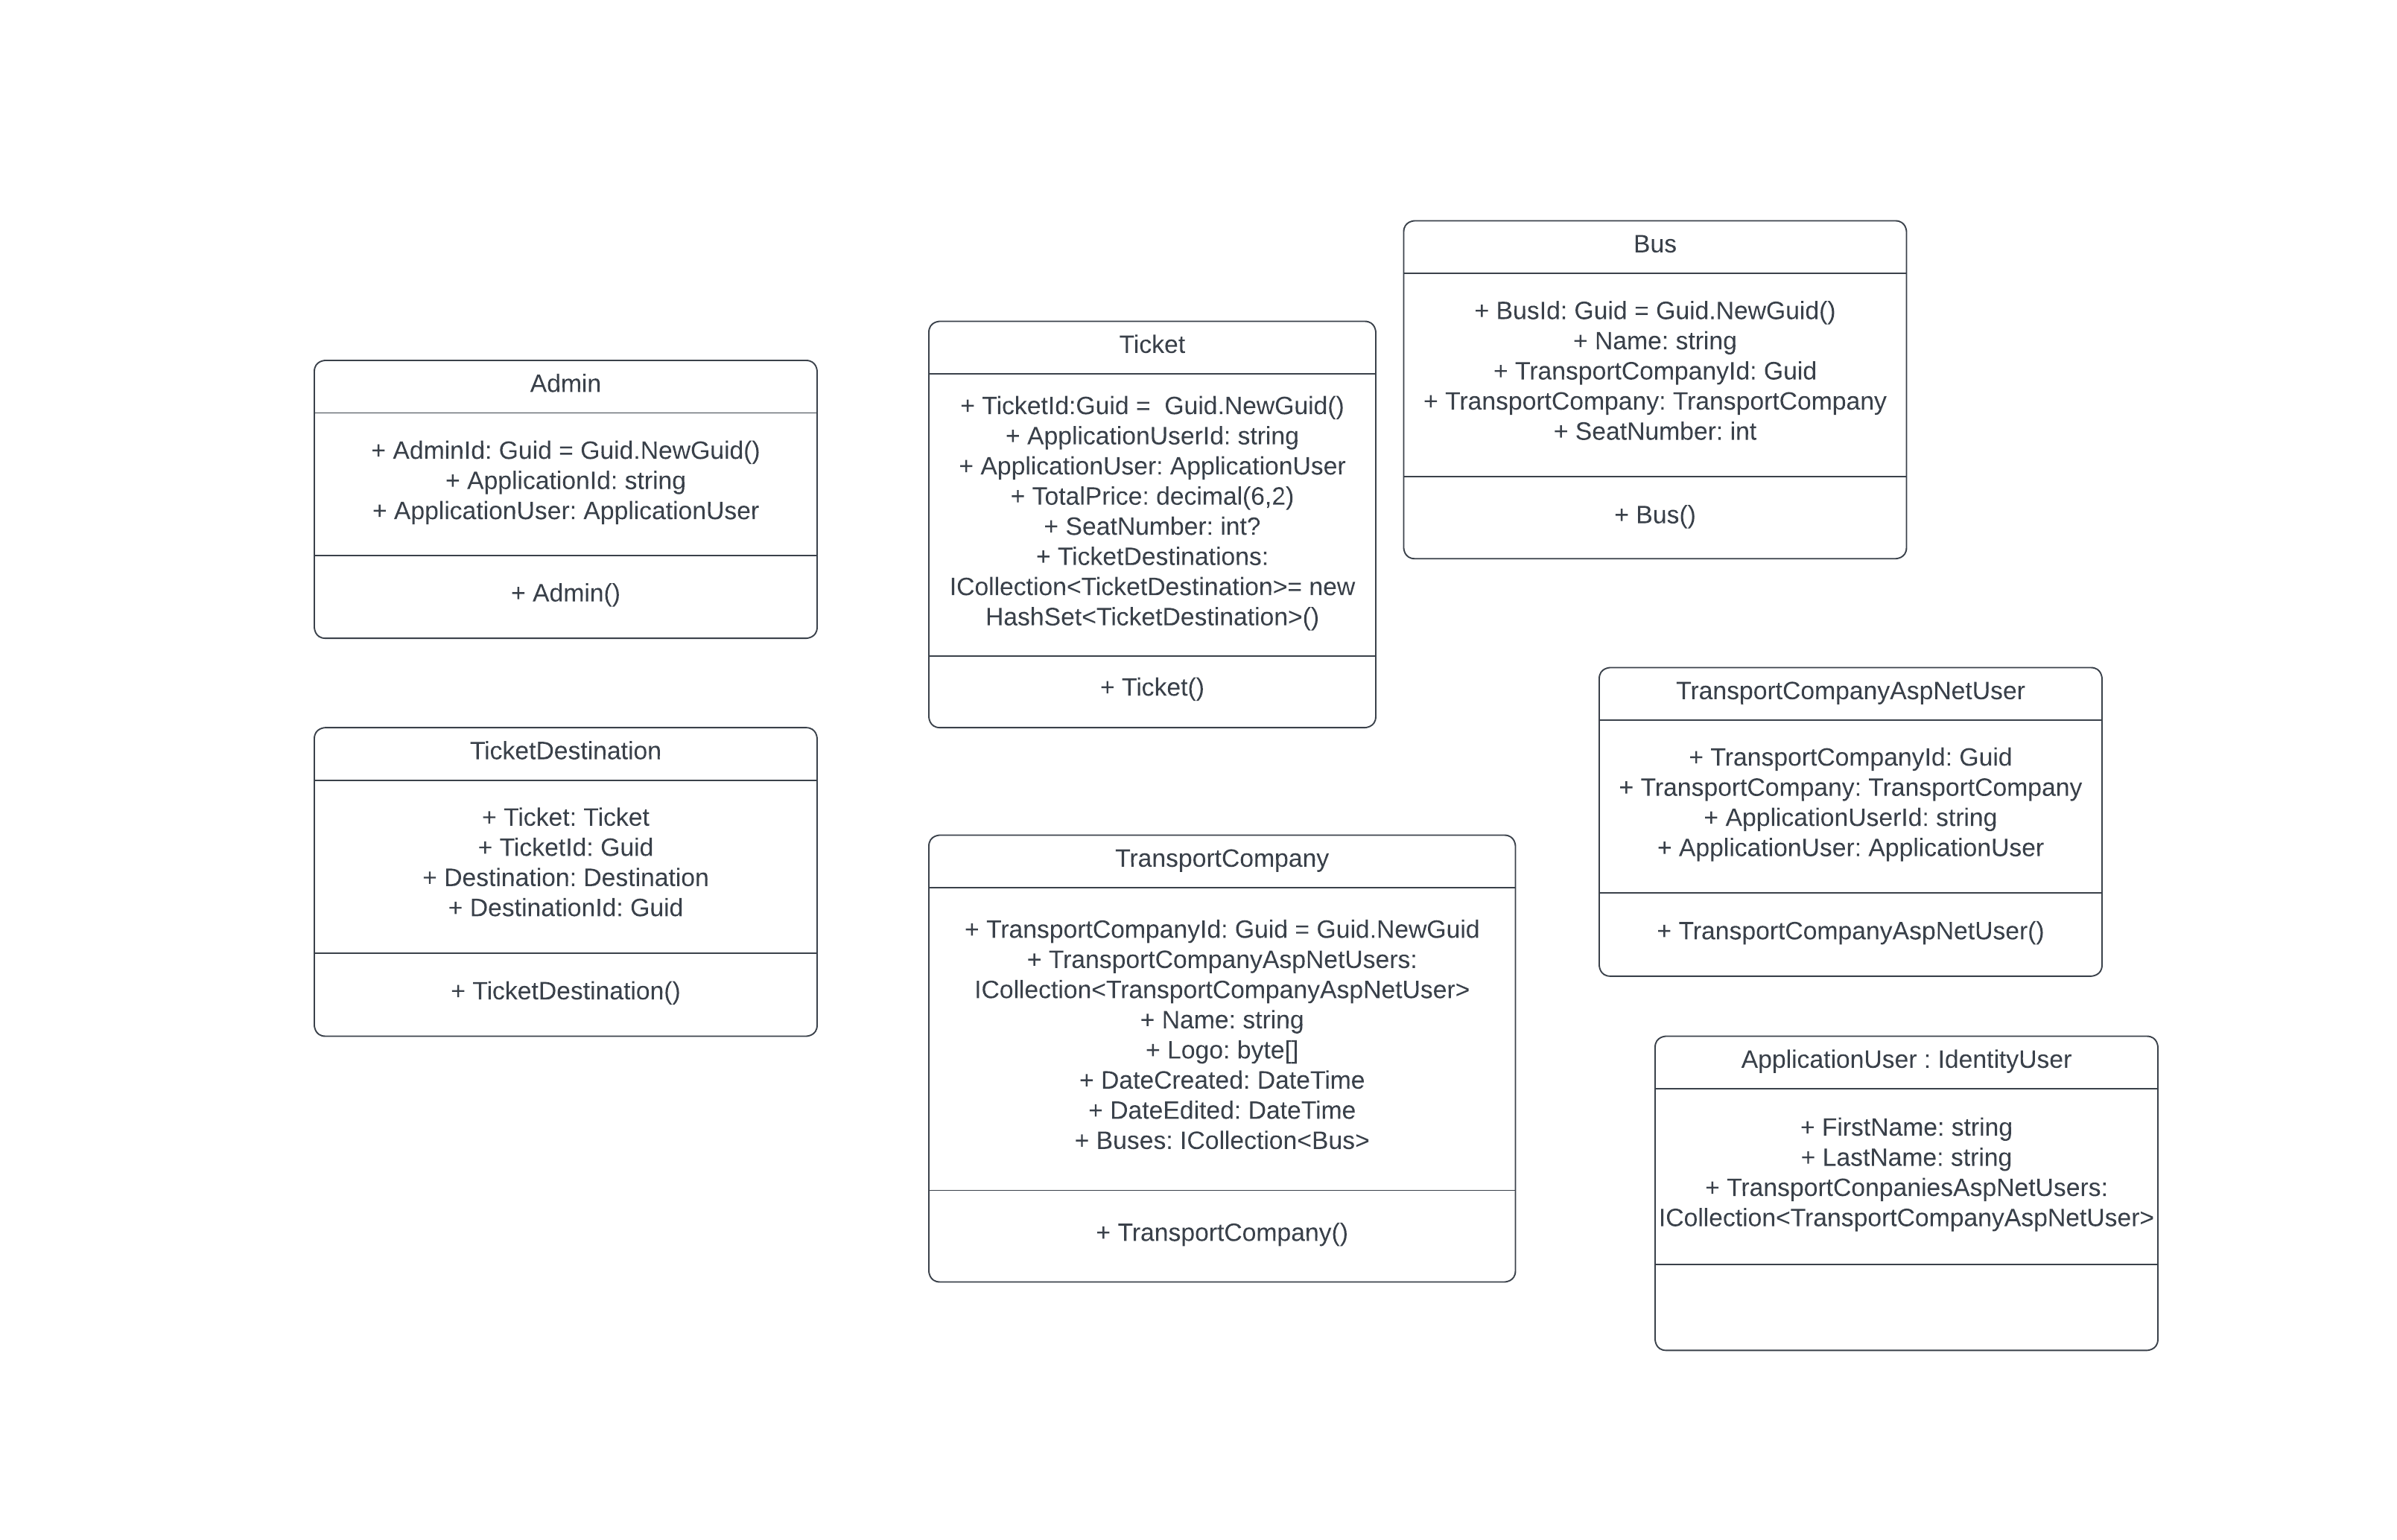 Admin
+ AdminId: Guid = Guid.NewGuid()
+ ApplicationId: string
+ ApplicationUser: ApplicationUser
+ Admin()
TicketDestination
+ Ticket: Ticket
+ TicketId: Guid
+ Destination: Destination
+ DestinationId: Guid
+ TicketDestination()
Ticket
+ TicketId:Guid =  Guid.NewGuid()
+ ApplicationUserId: string
+ ApplicationUser: ApplicationUser
+ TotalPrice: decimal(6,2)
+ SeatNumber: int?
+ TicketDestinations:
ICollection<TicketDestination>= new
HashSet<TicketDestination>()
+ Ticket()
TransportCompany
+ TransportCompanyId: Guid = Guid.NewGuid
+ TransportCompanyAspNetUsers:
ICollection<TransportCompanyAspNetUser>
+ Name: string
+ Logo: byte[]
+ DateCreated: DateTime
+ DateEdited: DateTime
+ Buses: ICollection<Bus>
+ TransportCompany()
Bus
+ BusId: Guid = Guid.NewGuid()
+ Name: string
+ TransportCompanyId: Guid
+ TransportCompany: TransportCompany
+ SeatNumber: int
+ Bus()
TransportCompanyAspNetUser
+ TransportCompanyId: Guid
+ TransportCompany: TransportCompany
+ ApplicationUserId: string
+ ApplicationUser: ApplicationUser
+ TransportCompanyAspNetUser()
ApplicationUser : IdentityUser
+ FirstName: string
+ LastName: string
+ TransportConpaniesAspNetUsers:
ICollection<TransportCompanyAspNetUser>